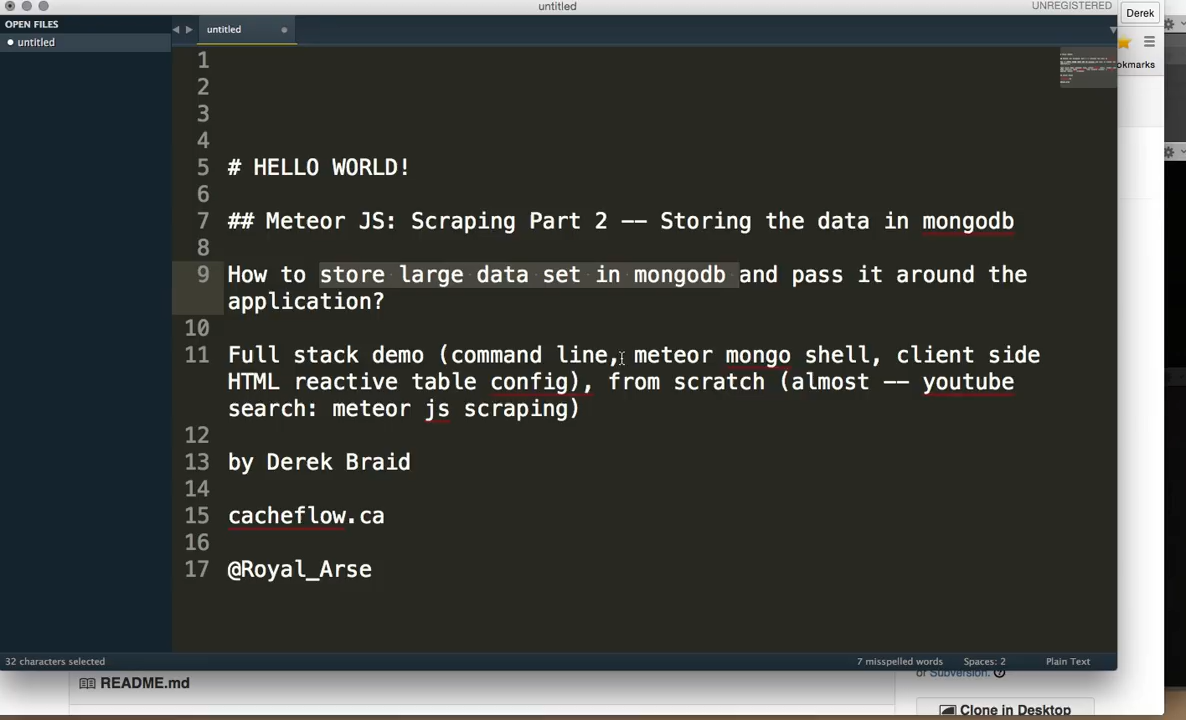 untitled
UNREGISTERED
Derek
OPEN FILES
untitled
untitled
okmarks
1
2
3
4
5 # HELLO WORLD!
6
7 ## Meteor JS: Scraping Part 2 -- Storing the data in mongodb
8
9 How to store large data set in mongodb and pass it around the
application?
10
11 Full stack demo (command line, meteor mongo shell, client side
HTML reactive table config), from scratch (almost -- youtube
search: meteor js scraping)
12
13 by Derek Braid
14
15 cacheflow.ca
16
17 @Royal_Arse
32 characters selected
7 misspelled words
Spaces: 2
Plain Text
or Subversion.
README.md
Clone in Desktop